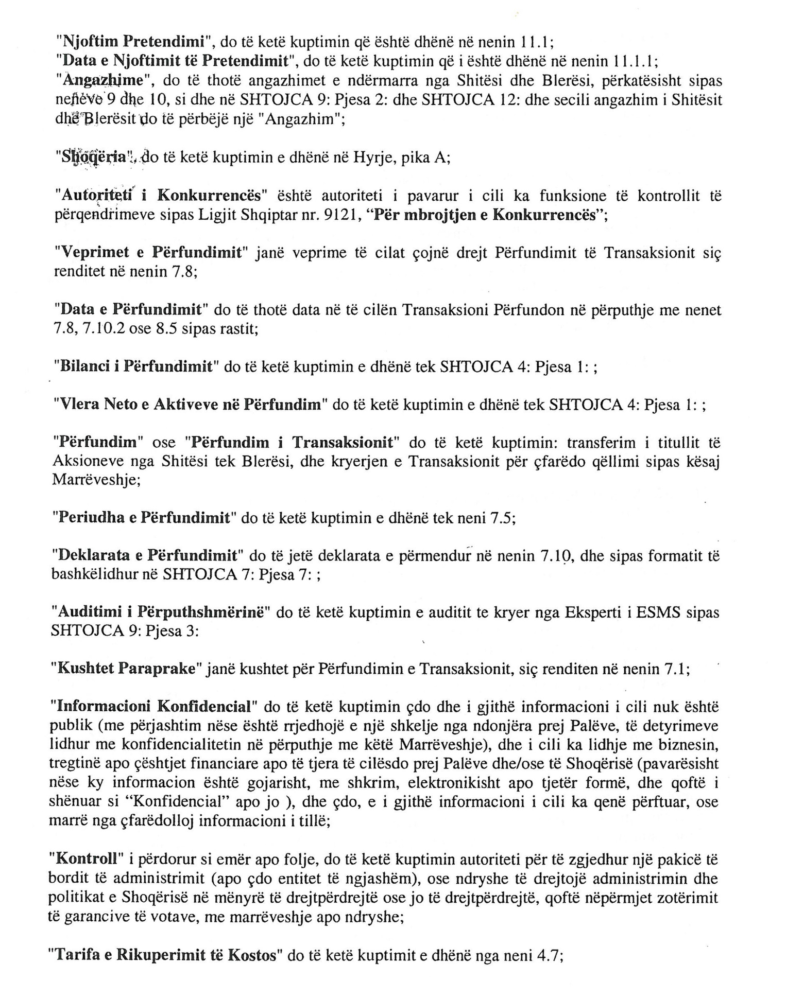 "Njoftim Pretendimi", do të ketë kuptimin që është dhënë në nenin 11.1;
"Data e Njoftimit të Pretendimit", do të ketë kuptimin që i është dhënë në nenin 11.1.1;
"Angazhime", do të thotë angazhimet e ndërmarra nga Shitësi dhe Blerësi, përkatësisht sipas
neneve 9 dhe 10, si dhe në SHTOJCA 9: Pjesa 2: dhe SHTOJCA 12: dhe secili angazhim i Shitësit
dhe Blerësit do të përbëjë një "Angazhim";
"Shoqëria", do të ketë kuptimin e dhënë në Hyrje, pika A;
"Autoriteti i Konkurrencës" është autoriteti i pavarur i cili ka funksione të kontrollit të
përqendrimeve sipas Ligjit Shqiptar nr. 9121, “Për mbrojtjen e Konkurrencës”;
"Veprimet e Përfundimit" janë veprime të cilat çojnë drejt Përfundimit të Transaksionit siç
renditet në nenin 7.8;
"Data e Përfundimit" do të thotë data në të cilën Transaksioni Përfundon në përputhje me nenet
7.8, 7.10.2 ose 8.5 sipas rastit;
"Bilanci i Përfundimit" do të ketë kuptimin e dhënë tek SHTOJCA 4: Pjesa 1: ;
"Vlera Neto e Aktiveve në Përfundim" do të ketë kuptimin e dhënë tek SHTOJCA 4: Pjesa 1: ;
"Përfundim" ose "Përfundim i Transaksionit" do të ketë kuptimin: transferim i titullit të
Aksioneve nga Shitësi tek Blerësi, dhe kryerjen e Transaksionit për çfarëdo qëllimi sipas kësaj
Marrëveshje;
"Periudha e Përfundimit" do të ketë kuptimin e dhënë tek neni 7.5;
"Deklarata e Përfundimit" do të jetë deklarata e përmendur në nenin 7.10, dhe sipas formatit të
bashkëlidhur në SHTOJCA 7: Pjesa 7: ;
"Auditimi i Përputhshmërinë" do të ketë kuptimin e auditit te kryer nga Eksperti i ESMS sipas
SHTOJCA 9: Pjesa 3:
"Kushtet Paraprake" janë kushtet për Përfundimin e Transaksionit, siç renditen në nenin 7.1;
"Informacioni Konfidencial" do të ketë kuptimin çdo dhe i gjithë informacioni i cili nuk është
publik (me përjashtim nëse është rrjedhojë e një shkelje nga ndonjëra prej Palëve, të detyrimeve
lidhur me konfidencialitetin në përputhje me këtë Marrëveshje), dhe i cili ka lidhje me biznesin,
tregtinë apo çështjet financiare apo të tjera të cilësdo prej Palëve dhe/ose të Shoqërisë (pavarësisht
nëse ky informacion është gojarisht, me shkrim, elektronikisht apo tjetër formë, dhe qoftë i
shënuar si “Konfidencial” apo jo ), dhe çdo, e i gjithë informacioni i cili ka qenë përftuar, ose
marrë nga çfarëdolloj informacioni i tillë;
"Kontroll" i përdorur si emër apo folje, do të ketë kuptimin autoriteti për të zgjedhur një pakicë të
bordit të administrimit (apo çdo entitet të ngjashëm), ose ndryshe të drejtojë administrimin dhe
politikat e Shoqërisë në mënyrë të drejtpërdrejtë ose jo të drejtpërdrejtë, qoftë nëpërmjet zotërimit
të garancive të votave, me marrëveshje apo ndryshe;
"Tarifa e Rikuperimit të Kostos" do të ketë kuptimit e dhënë nga neni 4.7;